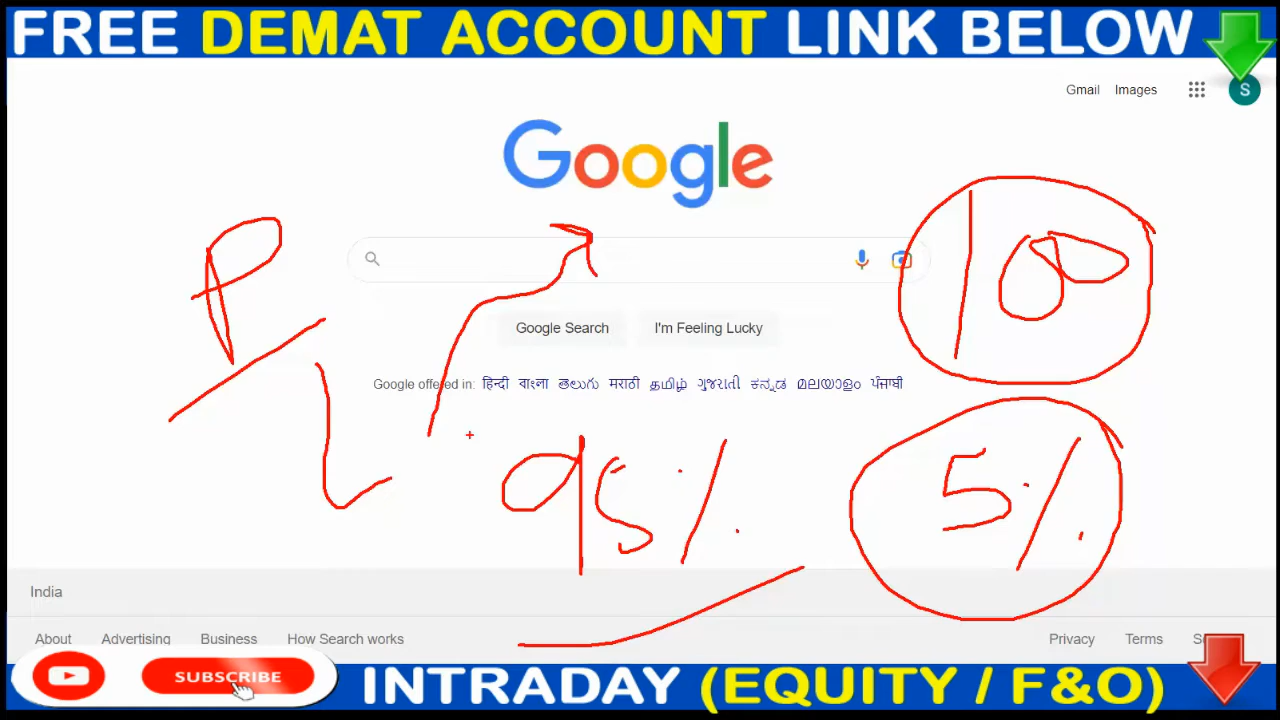 FREE DEMAT ACCOUNT LINK BELOW
Gmail Images
S
Google
P
L
100
Google Search I'm Feeling Lucky
Google offered in: हिन्दी বাংলা తెలుగు मराठी தமிழ் ગુજરાતી ಕನ್ನಡ മലയാളം ਪੰਜਾਬੀ
95%
5%
India
About Advertising Business How Search works
Privacy Terms
SUBSCRIBE
INTRADAY (EQUITY / F&O)